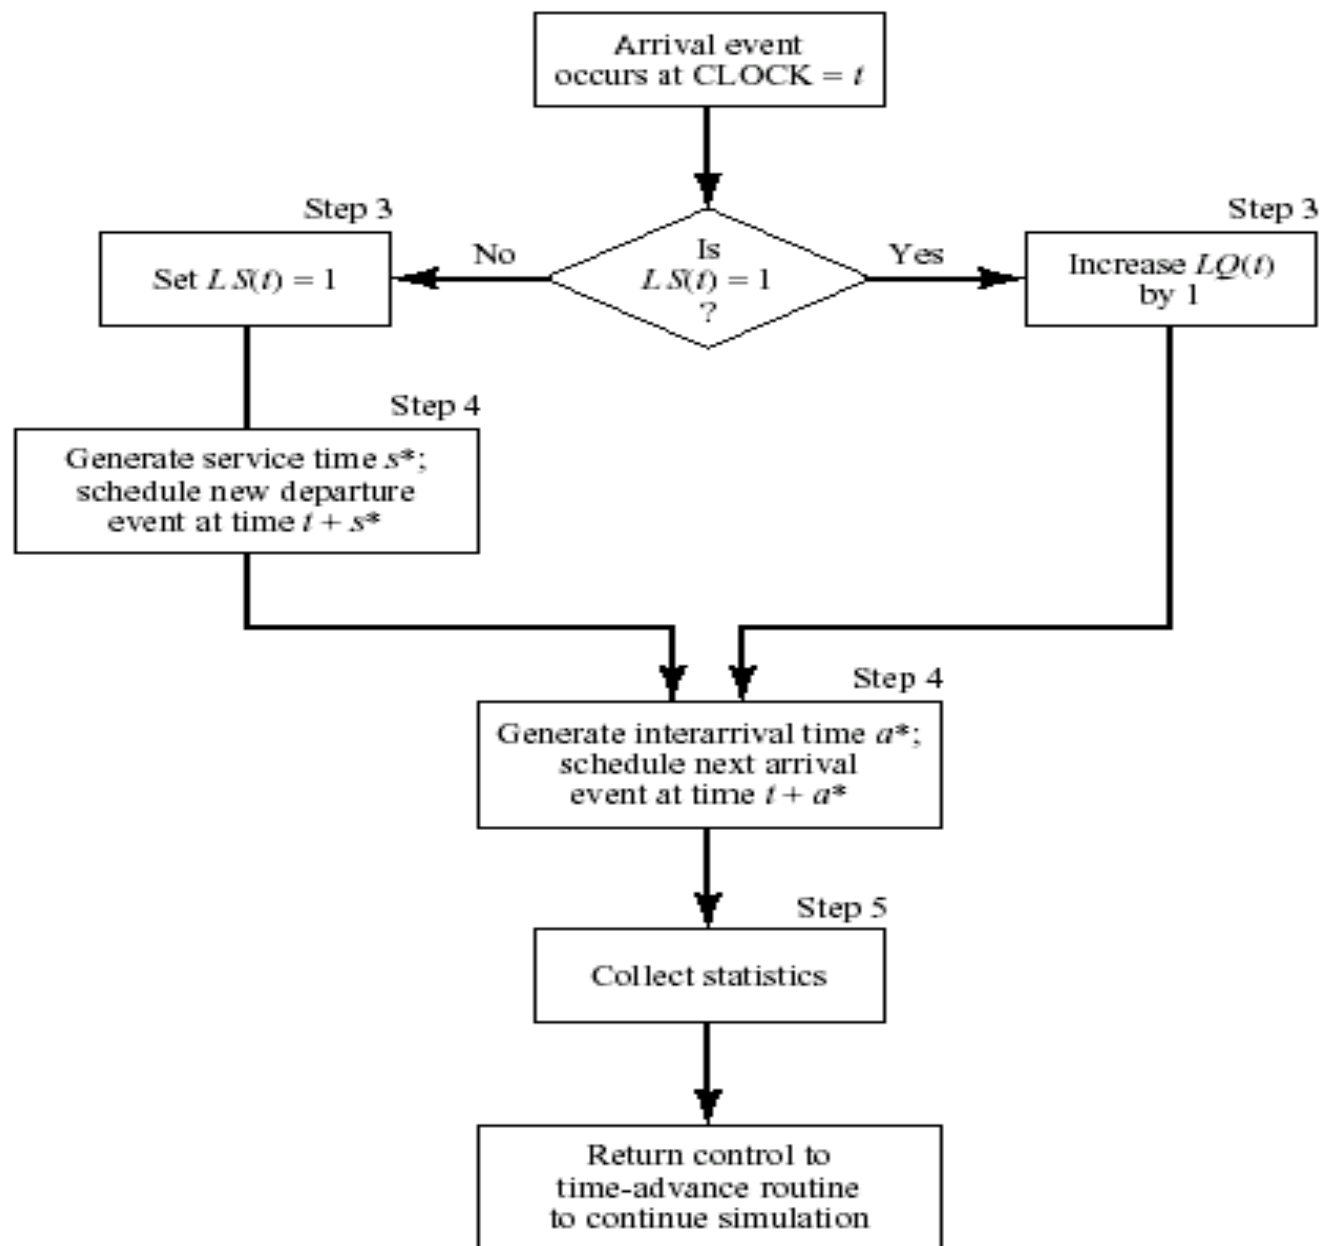 Arrival event
occurs at CLOCK = t
Step 3
Set LS(t) = 1
No
Is
LS(t) = 1
?
Yes
Step 3
Increase LQ(t)
by 1
Step 4
Generate service time s*;
schedule new departure
event at time t + s*
Step 4
Generate interarrival time a*;
schedule next arrival
event at time t + a*
Step 5
Collect statistics
Return control to
time-advance routine
to continue simulation